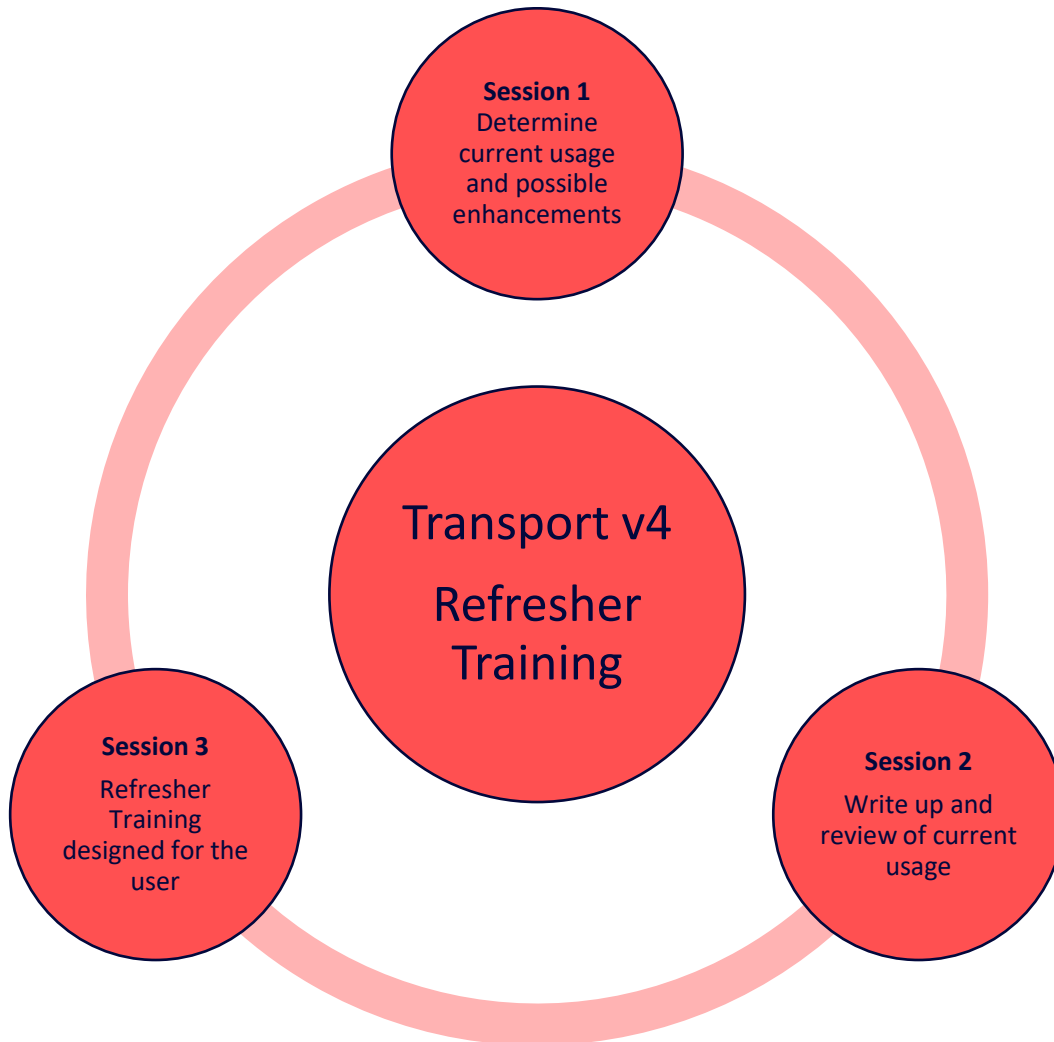 Session 1
Determine
current usage
and possible
enhancements
Transport v4
Refresher
Training
Session 2
Write up and
review of current
usage
Session 3
Refresher
Training
designed for the
user